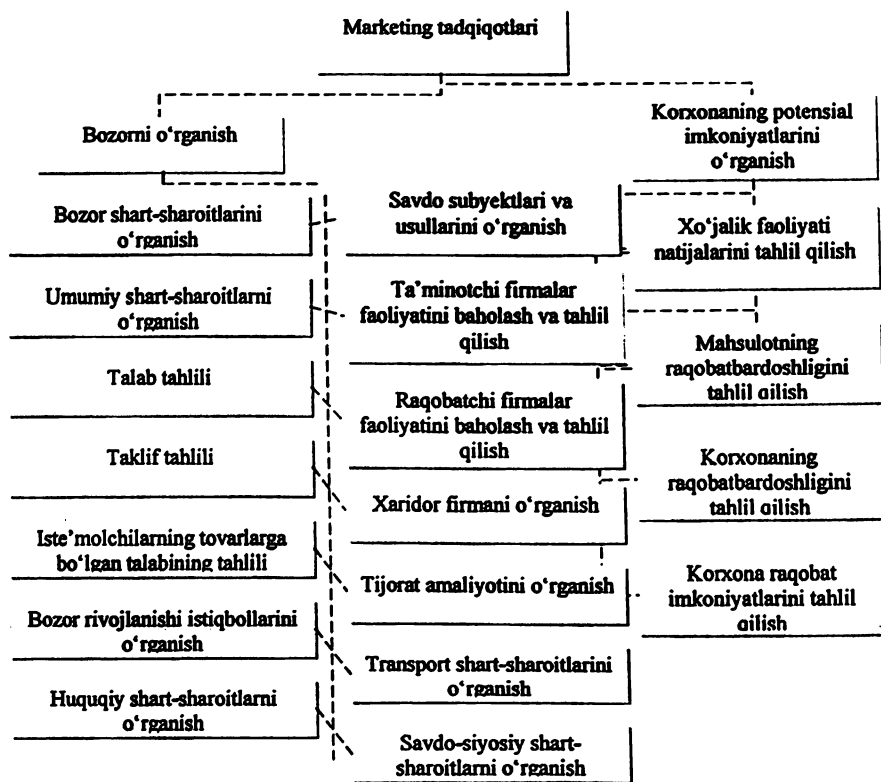 Marketing tadqiqotlari
Bozorni o‘rganish
Korxonaning potensial
imkoniyatlarini
o‘rganish
Bozor shart-sharoitlarini
o‘rganish
Umumiy shart-sharoitlarni
o‘rganish
Talab tahlili
Taklif tahlili
Iste’molchilarning tovarlarga
bo‘lgan talabining tahlili
Bozor rivojlanishi istiqbollarini
o‘rganish
Huquqiy shart-sharoitlarni
o‘rganish
Savdo subyektlari va
usullarini o‘rganish
Ta’minotchi firmalar
faoliyatini baholash va tahlil
qilish
Raqobatchi firmalar
faoliyatini baholash va tahlil
qilish
Xaridor firmani o‘rganish
Tijorat amaliyotini o‘rganish
Transport shart-sharoitlarini
o‘rganish
Savdo-siyosiy shart-
sharoitlarni o‘rganish
Xo‘jalik faoliyati
natijalarini tahlil qilish
Mahsulotning
raqobatbardoshligini
tahlil qilish
Korxonaning
raqobatbardoshligini
tahlil qilish
Korxona raqobat
imkoniyatlarini tahlil
qilish